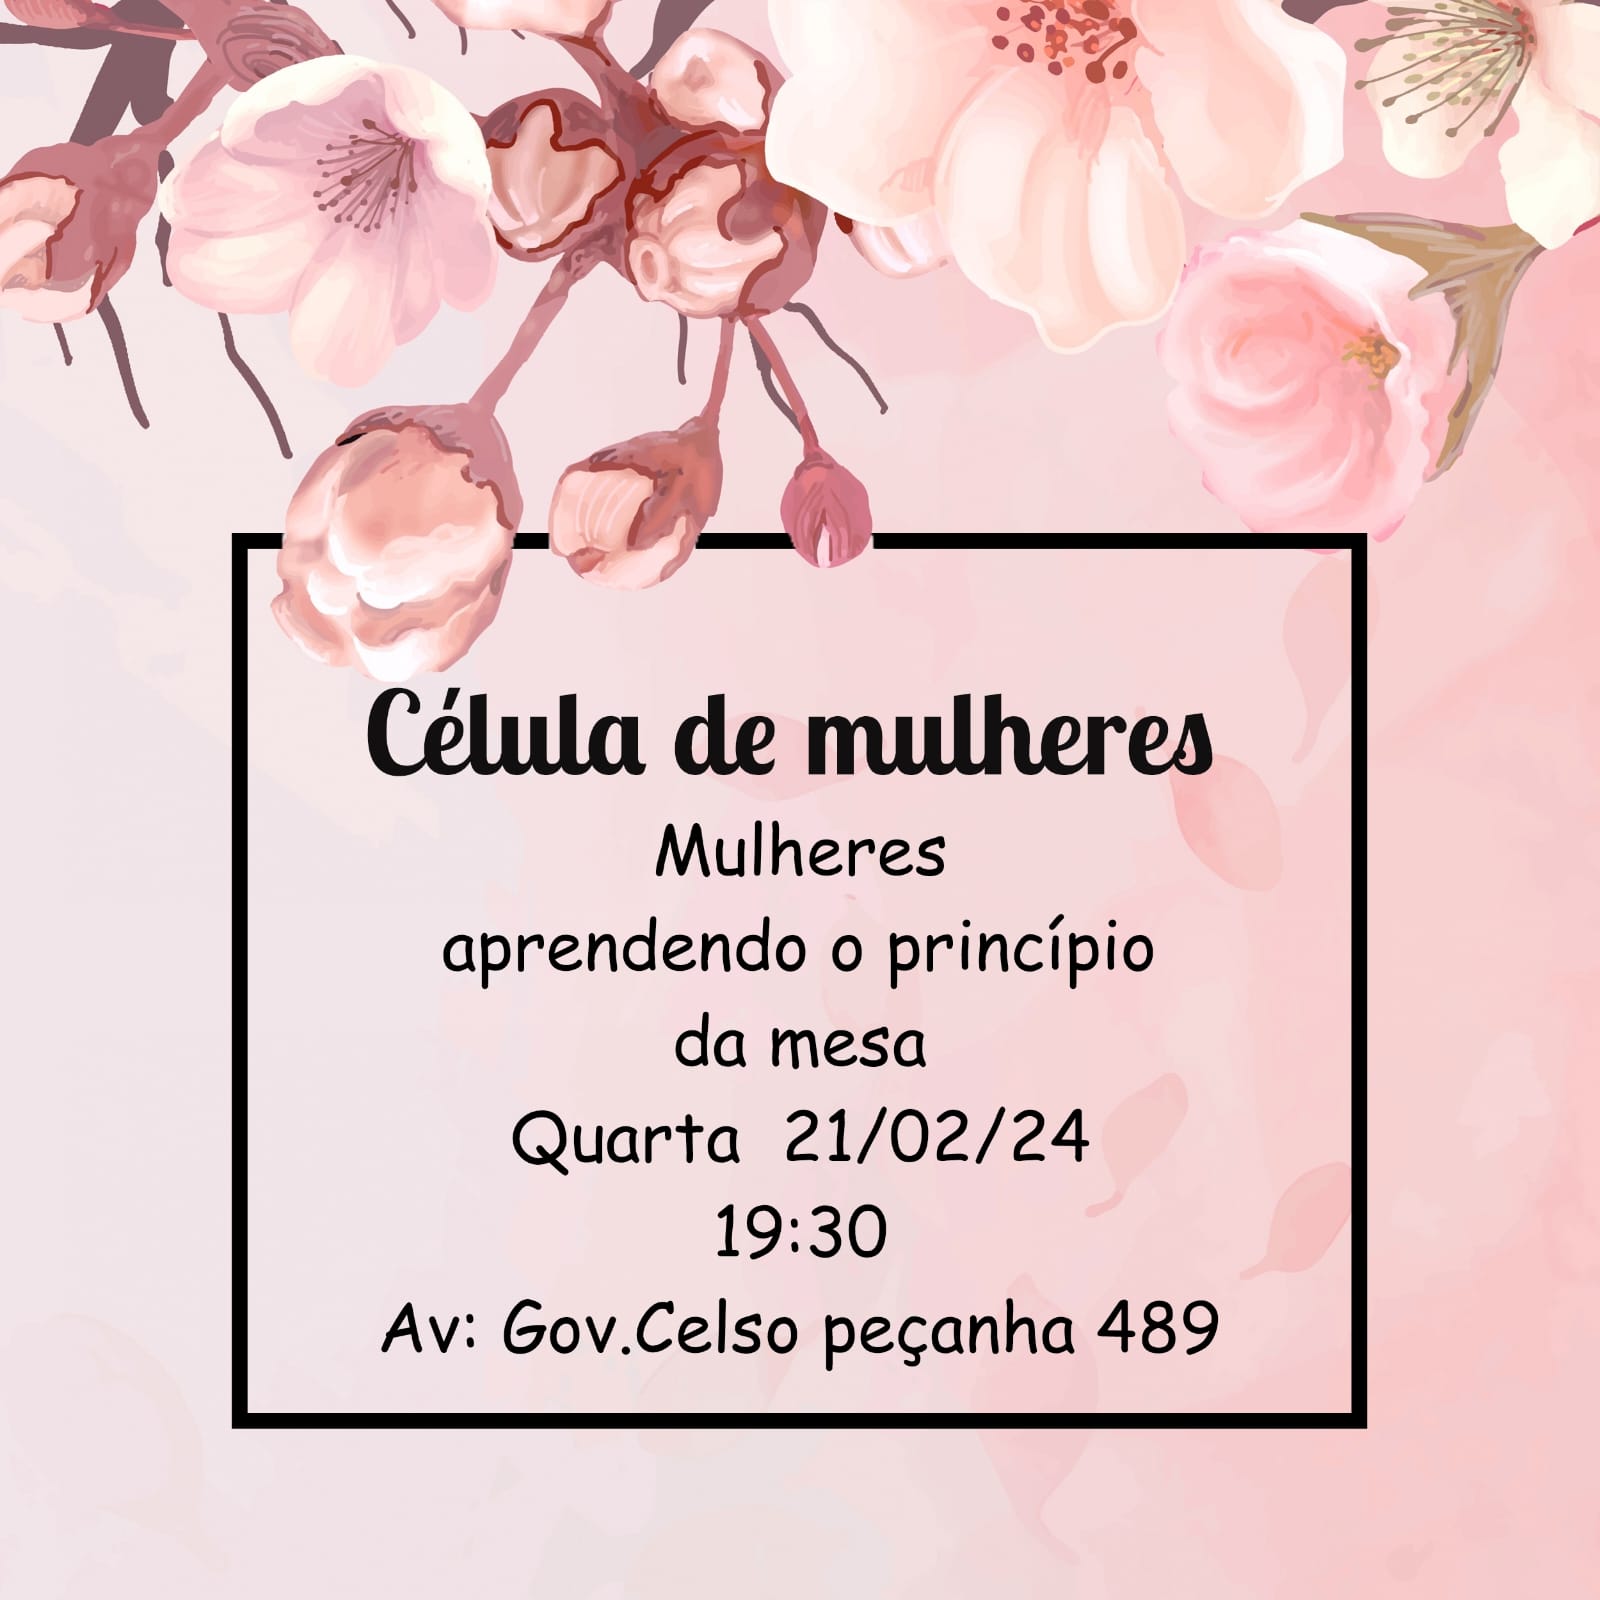 Célula de mulheres
Mulheres
aprendendo o princípio
da mesa
Quarta  21/02/24
19:30
Av: Gov.Celso peçanha 489